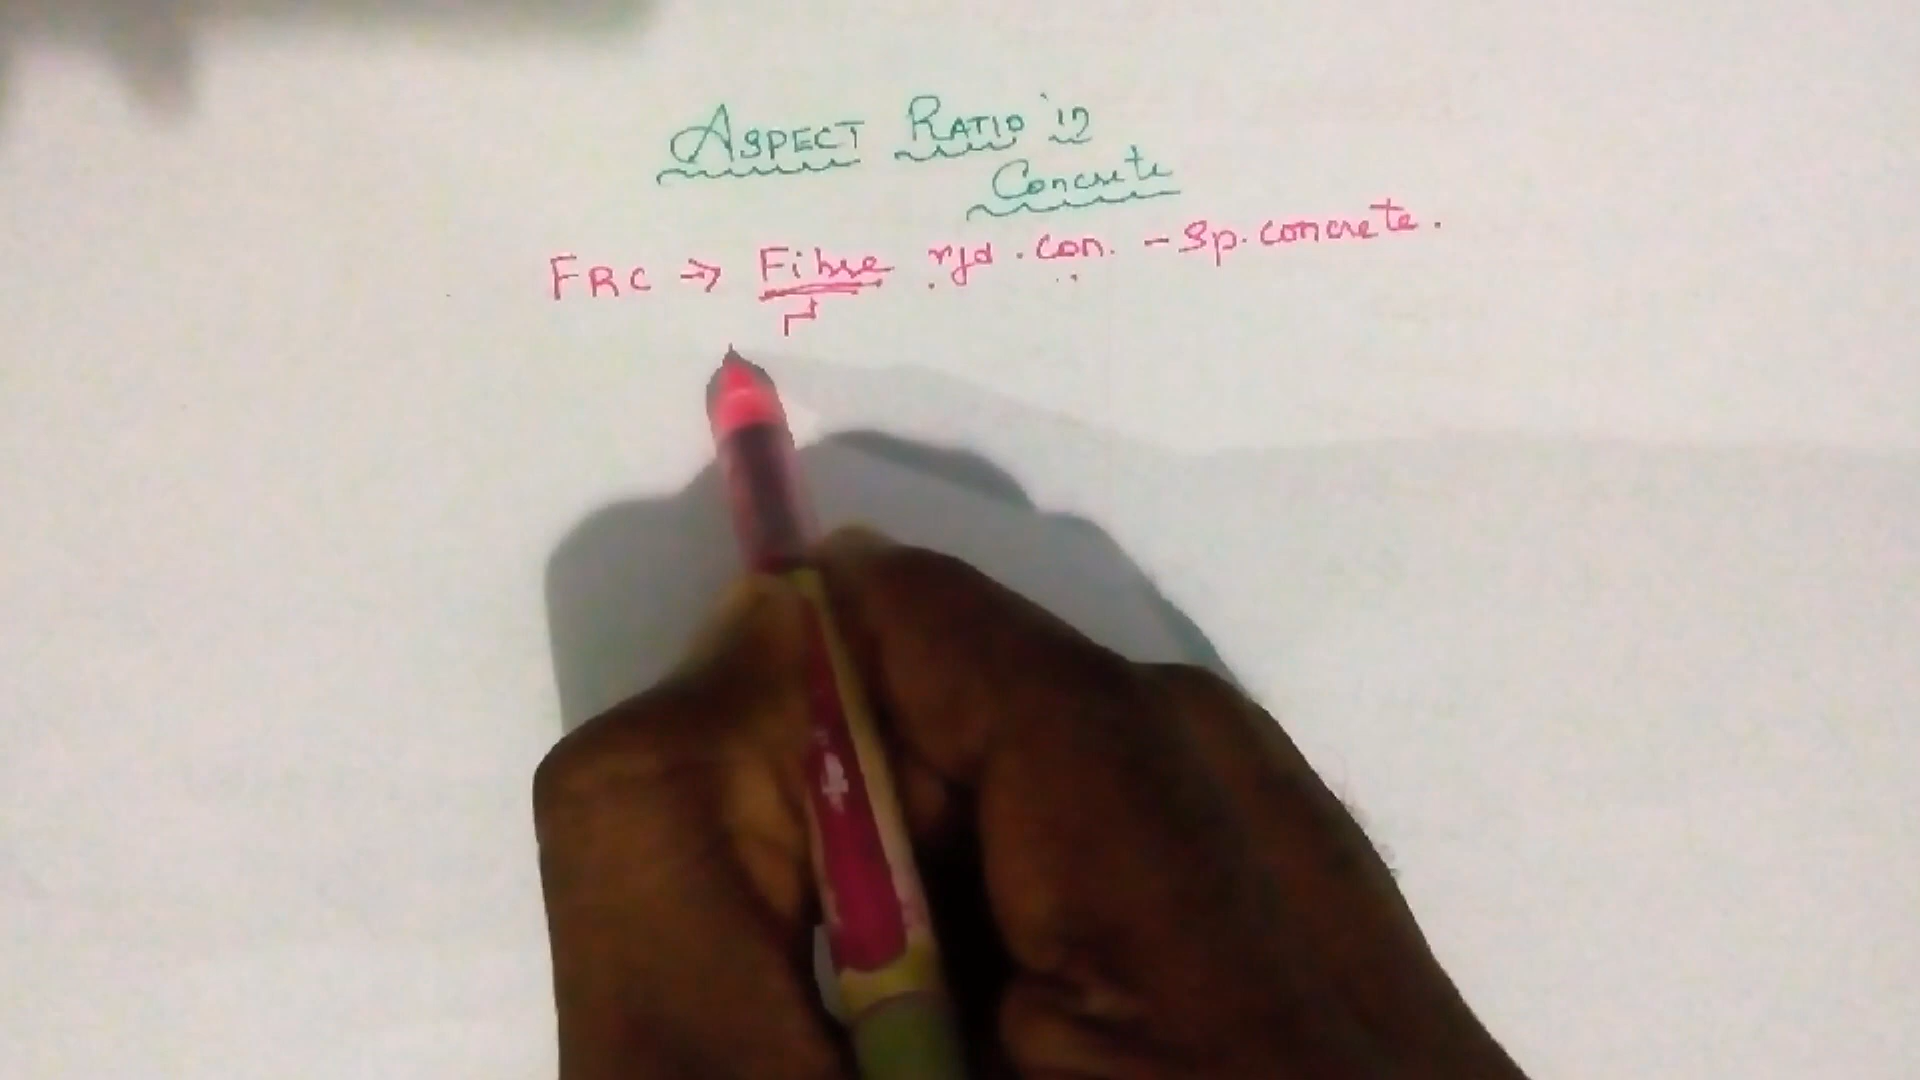 ASPECT RATIO in
Concrete
FRC → Fibre rfd. con. - Sp. concrete.